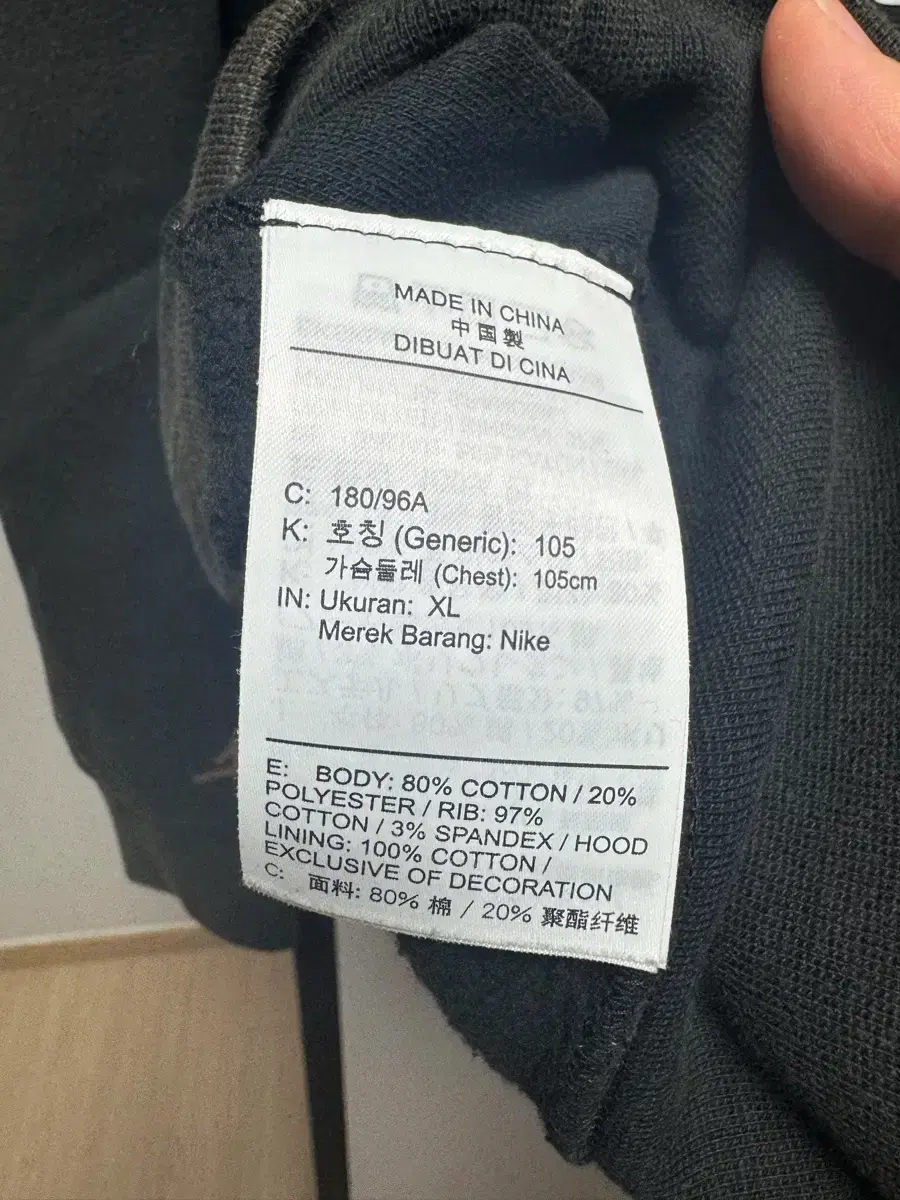 MADE IN CHINA
中国製
DIBUAT DI CINA
C: 180/96A
K: 호칭 (Generic): 105
가슴둘레 (Chest): 105cm
IN: Ukuran: XL
Merek Barang: Nike
E: BODY: 80% COTTON / 20%
POLYESTER / RIB: 97%
COTTON / 3% SPANDEX / HOOD
LINING: 100% COTTON /
EXCLUSIVE OF DECORATION
C: 面料: 80% 棉 / 20% 聚酯纤维